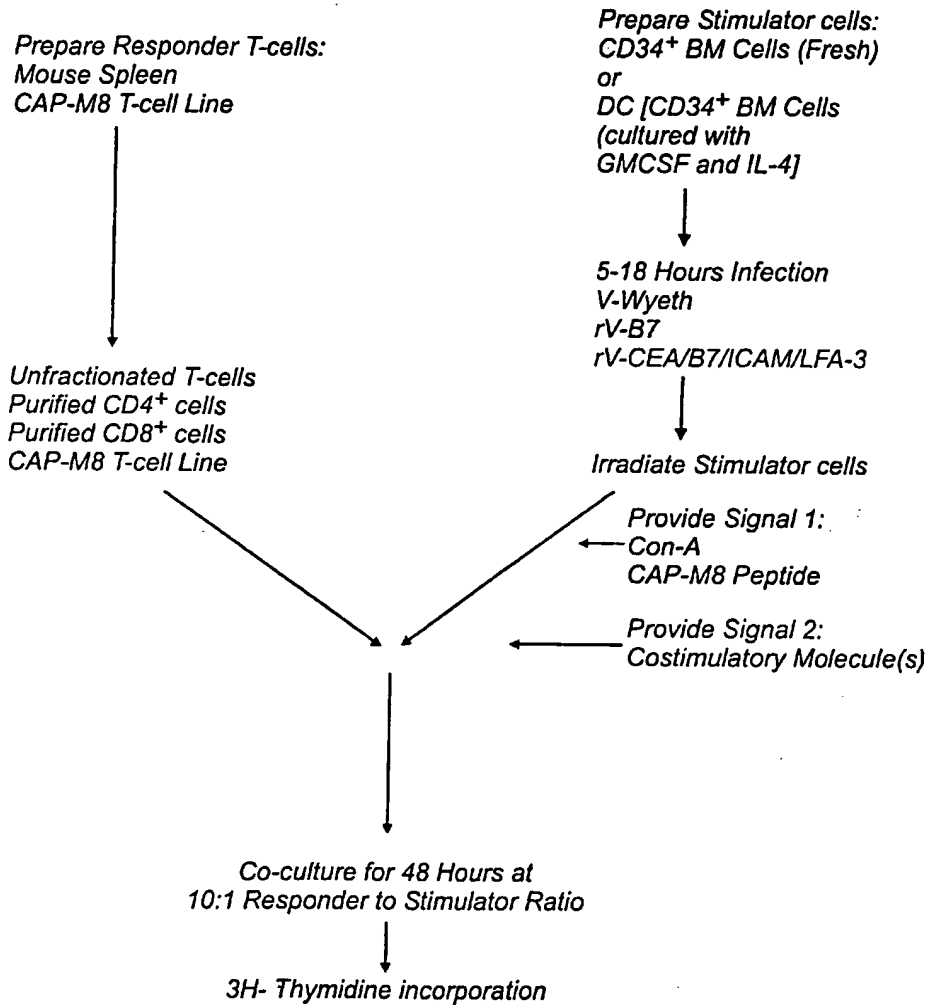 Prepare Responder T-cells:
Mouse Spleen
CAP-M8 T-cell Line
Prepare Stimulator cells:
CD34+ BM Cells (Fresh)
or
DC [CD34+ BM Cells
(cultured with
GMCSF and IL-4]
5-18 Hours Infection
V-Wyeth
rV-B7
rV-CEA/B7/ICAM/LFA-3
Unfractionated T-cells
Purified CD4+ cells
Purified CD8+ cells
CAP-M8 T-cell Line
Irradiate Stimulator cells
Provide Signal 1:
Con-A
CAP-M8 Peptide
Provide Signal 2:
Costimulatory Molecule(s)
Co-culture for 48 Hours at
10:1 Responder to Stimulator Ratio
3H- Thymidine incorporation